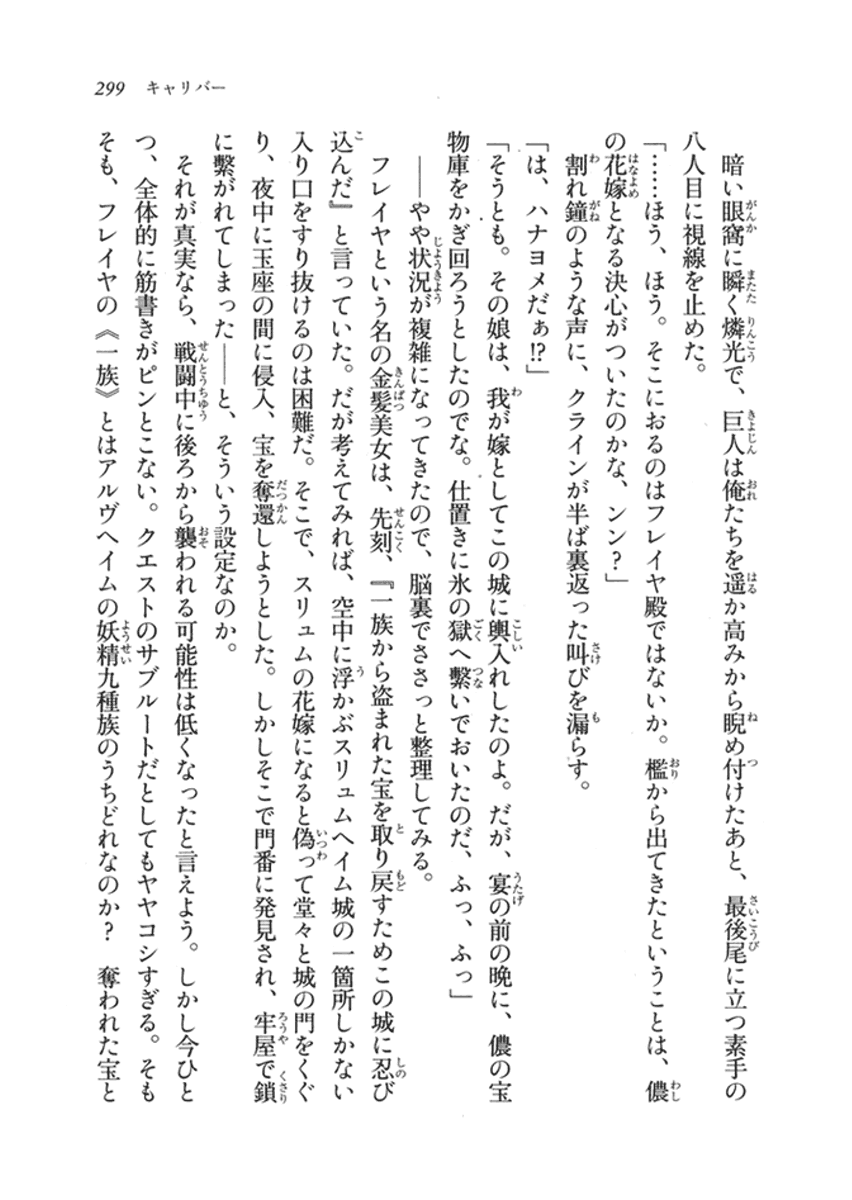 299　キャリバー
　暗い眼窩に瞬く燐光で、巨人は俺たちを遥か高みから睨め付けたあと、最後尾に立つ素手の
八人目に視線を止めた。
「……ほう、ほう。そこにおるのはフレイヤ殿ではないか。檻から出てきたということは、儂
の花嫁となる決心がついたのかな、ンン？」
　割れ鐘のような声に、クラインが半ば裏返った叫びを漏らす。
「は、ハナヨメだぁ!?」
「そうとも。その娘は、我が嫁としてこの城に輿入れしたのよ。だが、宴の前の晩に、儂の宝
物庫をかぎ回ろうとしたのでな。仕置きに氷の獄へ繋いでおいたのだ、ふっ、ふっ」
　――やや状況が複雑になってきたので、脳裏でささっと整理してみる。
　フレイヤという名の金髪美女は、先刻、『一族から盗まれた宝を取り戻すためこの城に忍び
込んだ』と言っていた。だが考えてみれば、空中に浮かぶスリュムヘイム城の一箇所しかない
入り口をすり抜けるのは困難だ。そこで、スリュムの花嫁になると偽って堂々と城の門をくぐ
り、夜中に玉座の間に侵入、宝を奪還しようとした。しかしそこで門番に発見され、牢屋で鎖
に繋がれてしまった――と、そういう設定なのか。
　それが真実なら、戦闘中に後ろから襲われる可能性は低くなったと言えよう。しかし今ひと
つ、全体的に筋書きがピンとこない。クエストのサブルートだとしてもヤヤコシすぎる。そも
そも、フレイヤの《一族》とはアルヴヘイムの妖精九種族のうちどれなのか？　奪われた宝と